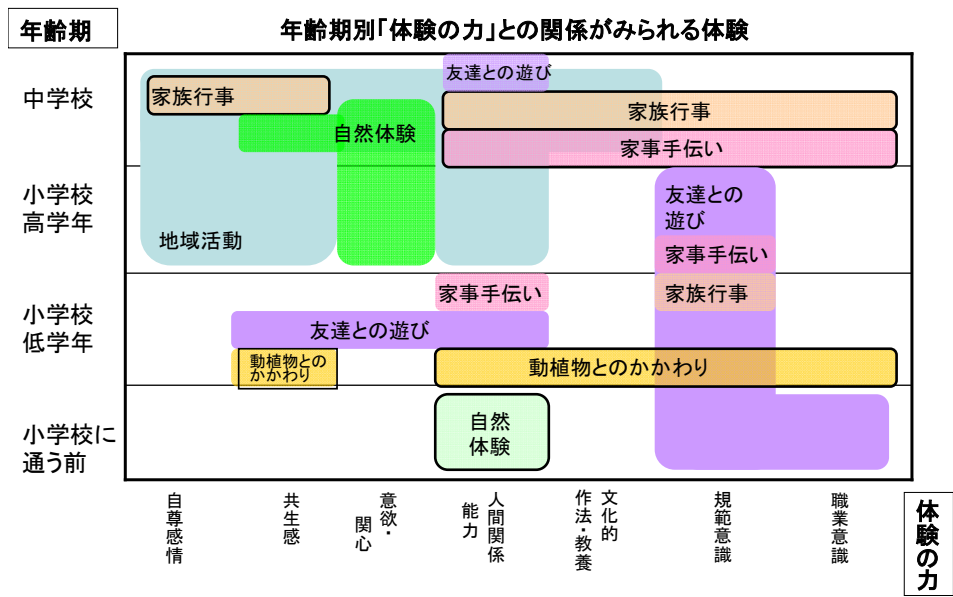 年齢期
年齢期別「体験の力」との関係がみられる体験
中学校
友達との遊び
家族行事
家族行事
自然体験
家事手伝い
小学校
高学年
友達との
遊び
地域活動
家事手伝い
小学校
低学年
家事手伝い
家族行事
友達との遊び
動植物との
かかわり
動植物とのかかわり
小学校に
通う前
自然
体験
自尊感情
共生感
意欲・
関心
人間関係
能力
文化的
作法・教養
規範意識
職業意識
体験の力